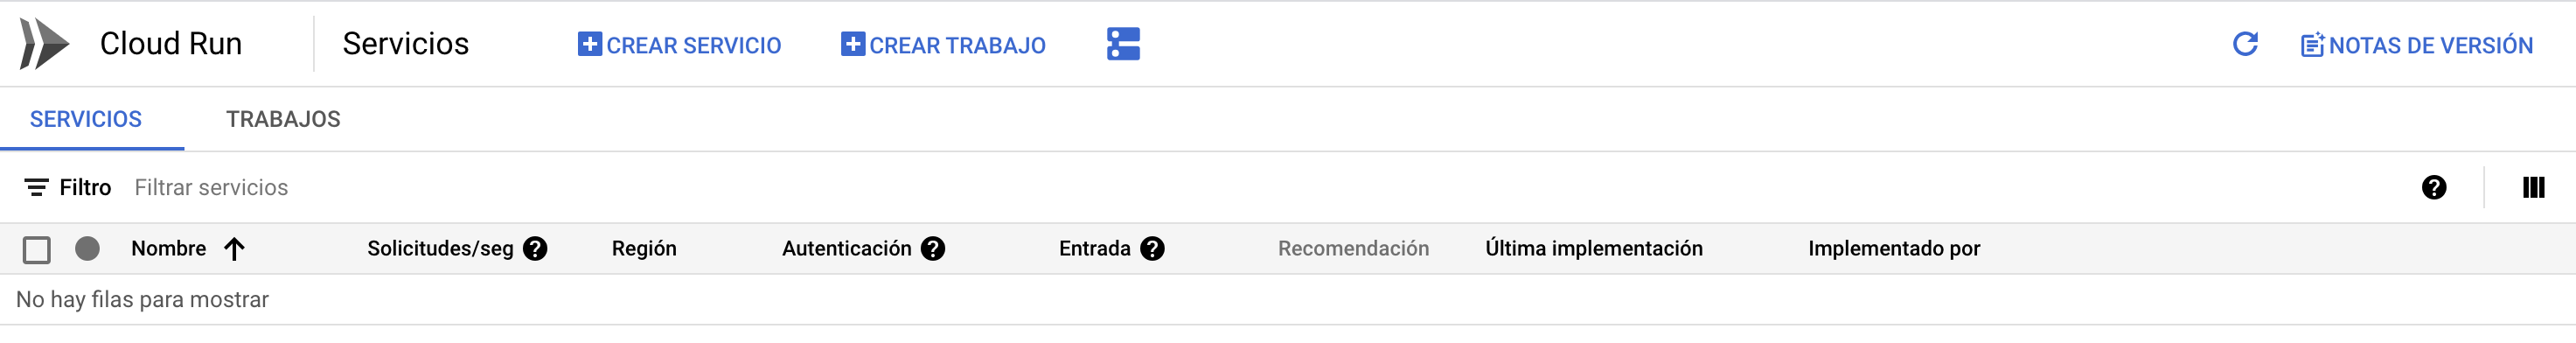 Cloud Run Servicios CREAR SERVICIO CREAR TRABAJO NOTAS DE VERSIÓN
SERVICIOS TRABAJOS
Filtro Filtrar servicios
Nombre Solicitudes/seg Región Autenticación Entrada Recomendación Última implementación Implementado por
No hay filas para mostrar